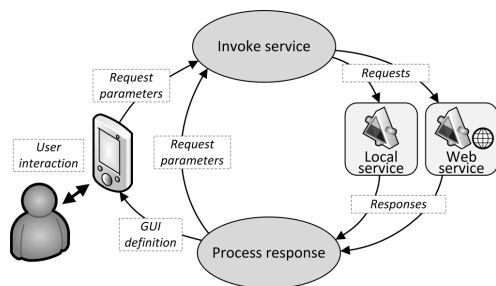 Invoke service
Request
parameters
Requests
User
interaction
Request
parameters
Local
service
Web
service
Responses
GUI
definition
Process response